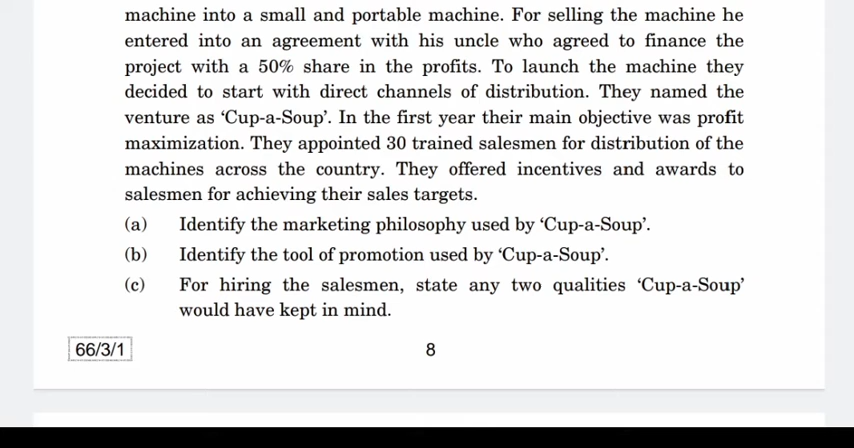 machine into a small and portable machine. For selling the machine he
entered into an agreement with his uncle who agreed to finance the
project with a 50% share in the profits. To launch the machine they
decided to start with direct channels of distribution. They named the
venture as ‘Cup-a-Soup’. In the first year their main objective was profit
maximization. They appointed 30 trained salesmen for distribution of the
machines across the country. They offered incentives and awards to
salesmen for achieving their sales targets.
(a) Identify the marketing philosophy used by ‘Cup-a-Soup’.
(b) Identify the tool of promotion used by ‘Cup-a-Soup’.
(c) For hiring the salesmen, state any two qualities ‘Cup-a-Soup’
would have kept in mind.
66/3/1 8